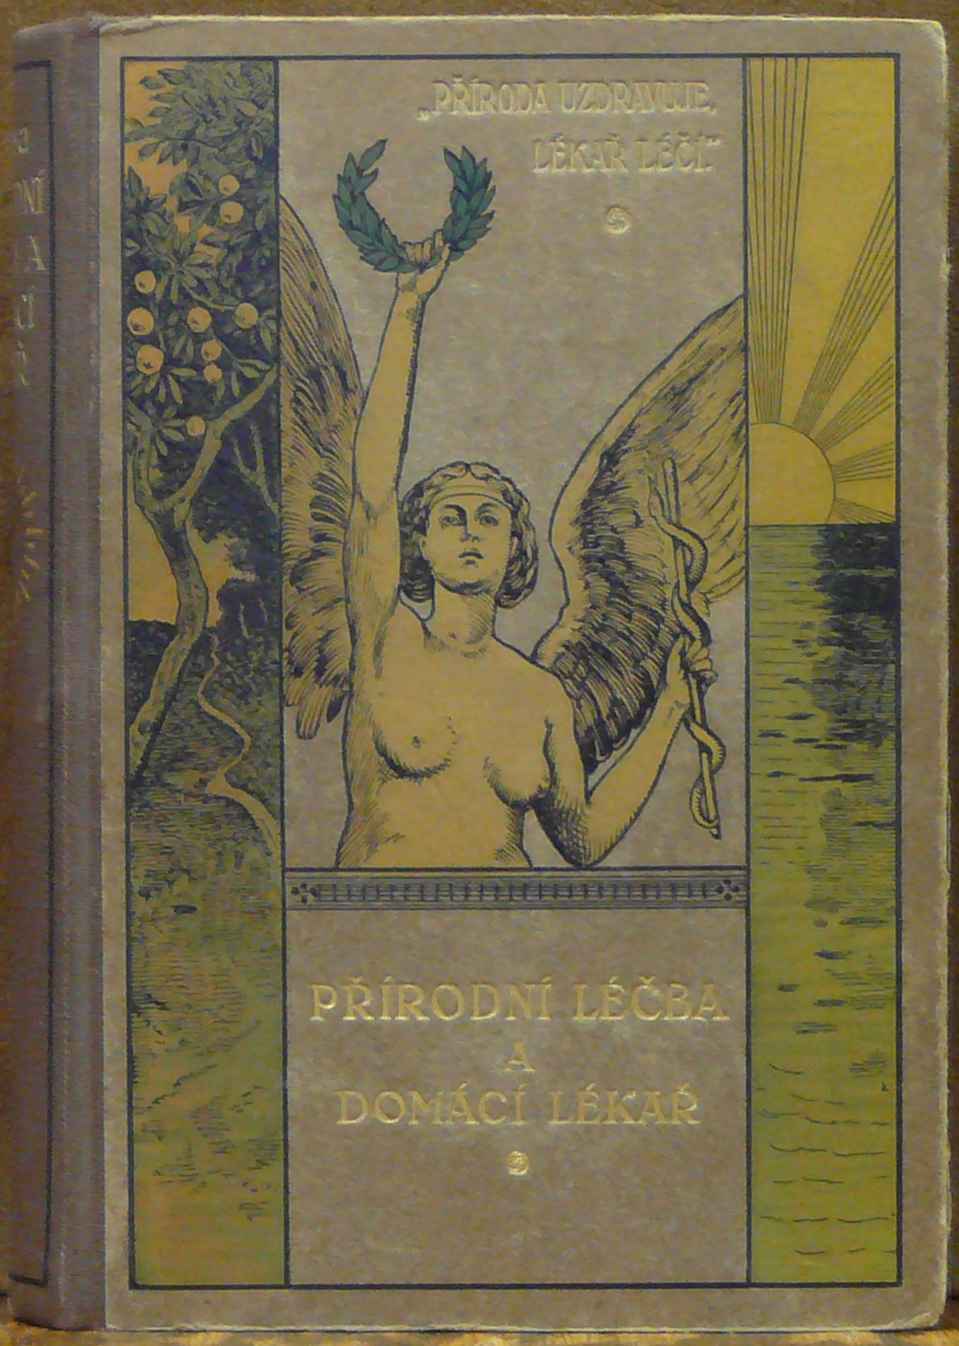 „PŘÍRODA UZDRAVUJE,
LÉKAŘ LÉČÍ.“
PŘÍRODNÍ LÉČBA
A
DOMÁCÍ LÉKAŘ